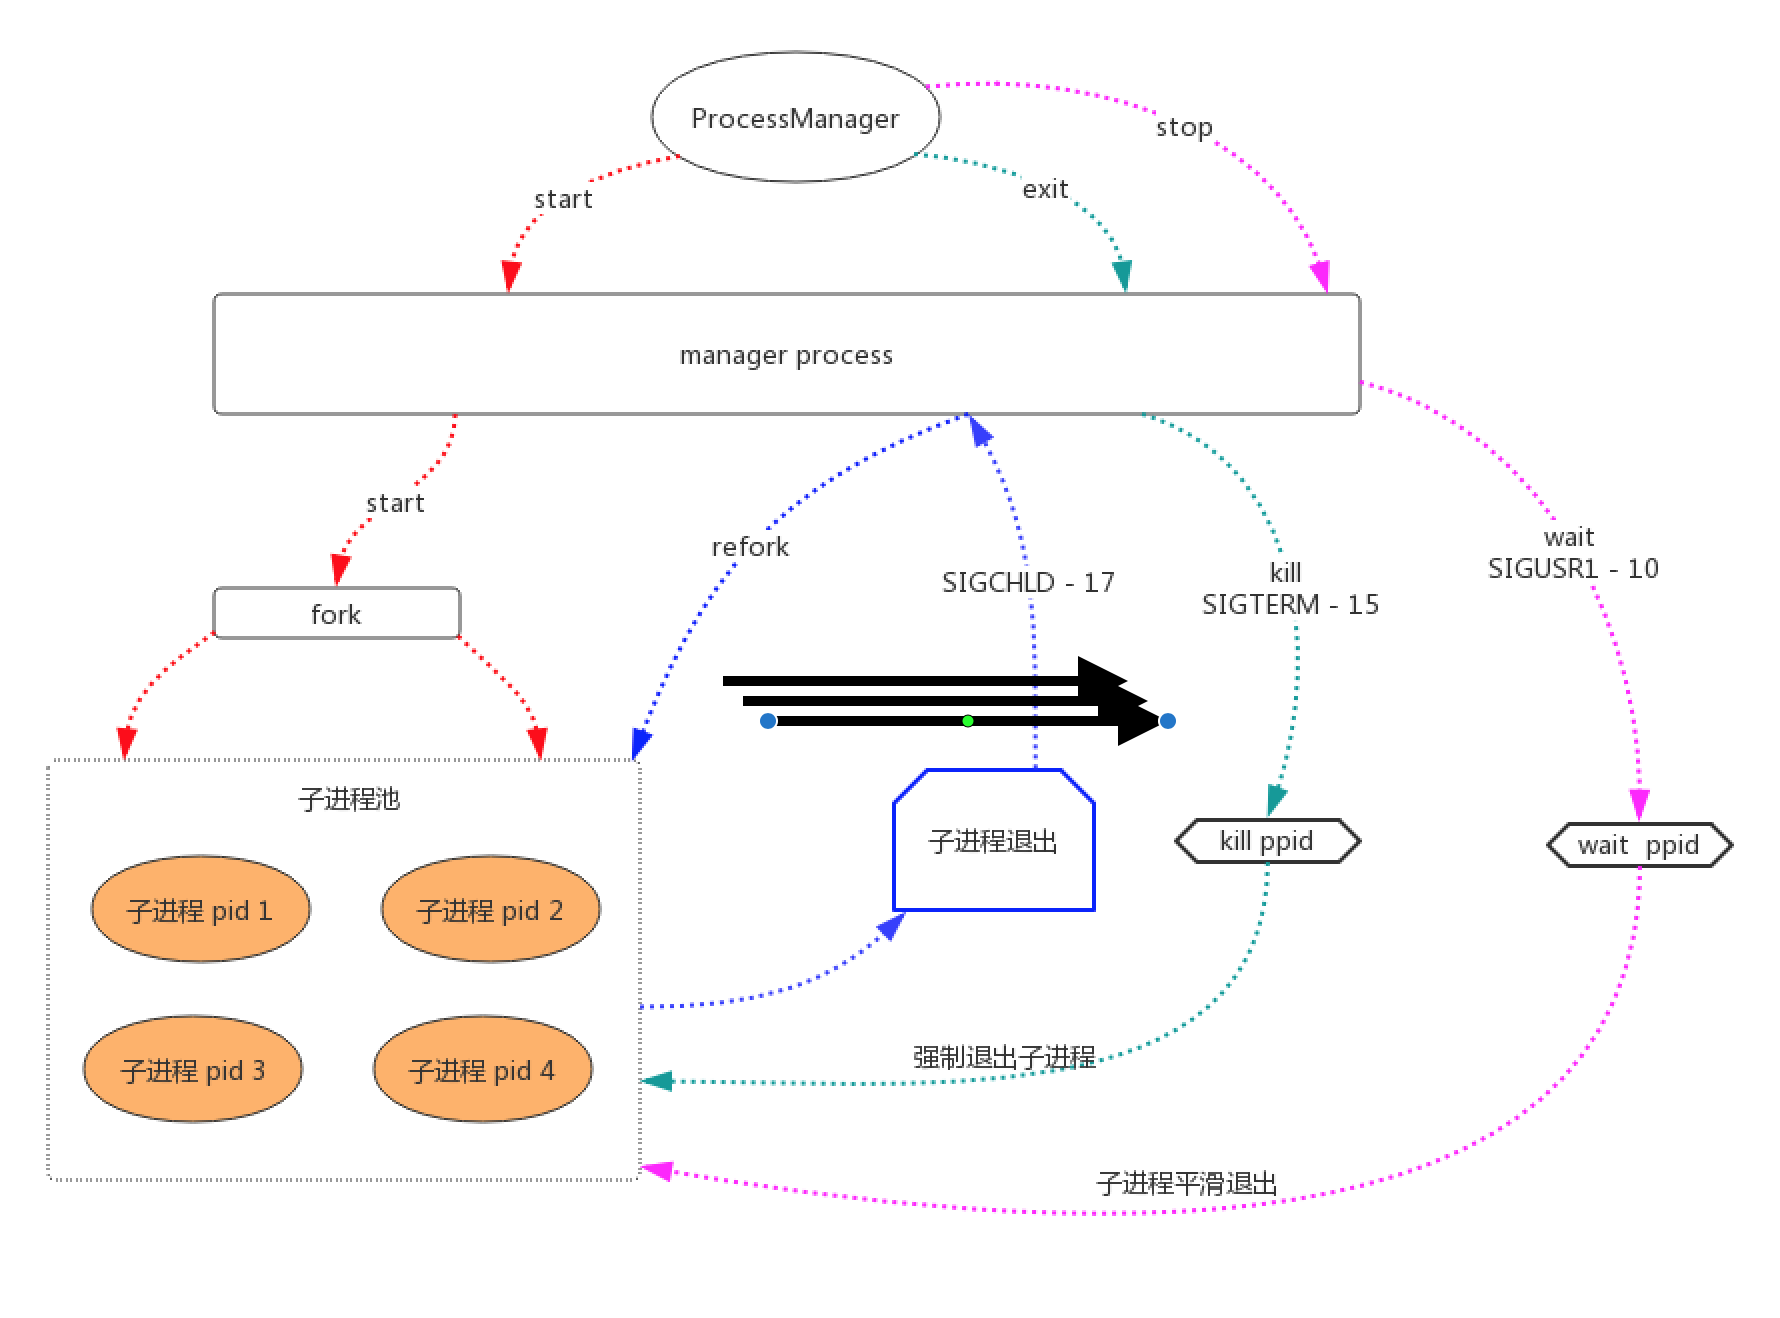 ProcessManager
stop
exit
start
manager process
start
refork
wait
SIGUSR1 - 10
kill
SIGTERM - 15
SIGCHLD - 17
fork
子进程池
子进程退出
kill ppid
wait  ppid
子进程 pid 1
子进程 pid 2
子进程 pid 3
子进程 pid 4
强制退出子进程
子进程平滑退出